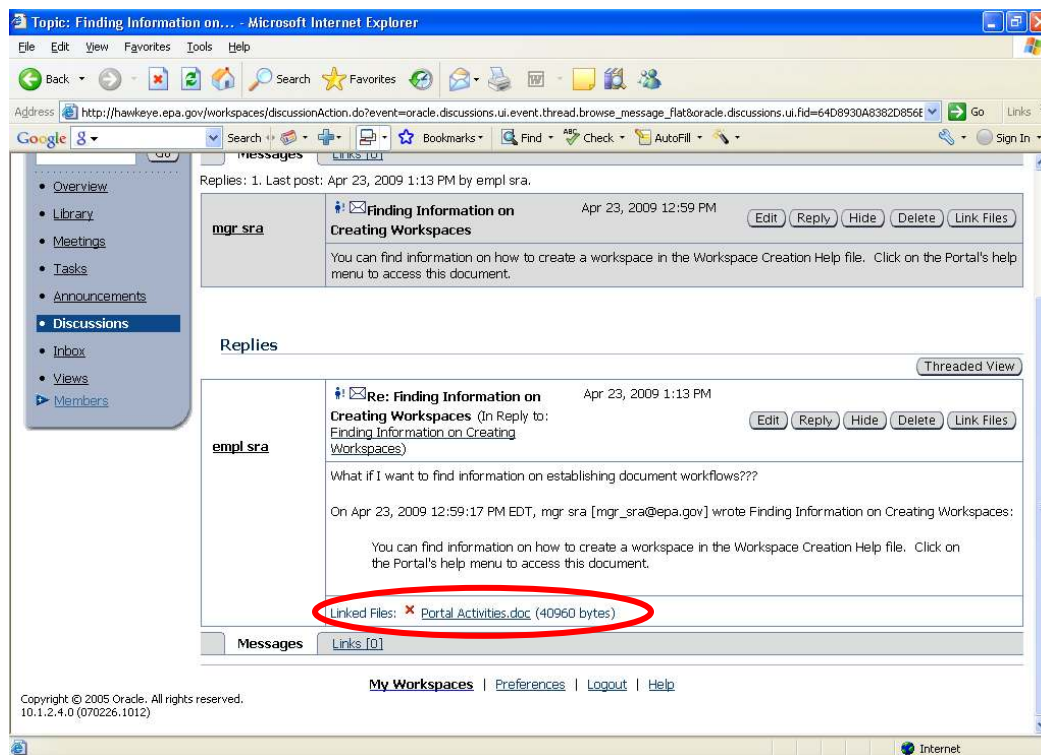 Topic: Finding Information on... - Microsoft Internet Explorer
File Edit View Favorites Tools Help
Back Search Favorites
Address http://hawkeye.epa.gov/workspaces/discussionAction.do?event=oracle.discussions.ui.event.thread.browse_message_flat&oracle.discussions.ui.fid=64D8930A8382D856E Go Links
Google Search Bookmarks Find Check AutoFill Sign In
Go Messages Links [0]
Replies: 1. Last post: Apr 23, 2009 1:13 PM by empl sra.
Overview
Library
Meetings
Tasks
Announcements
Discussions
Inbox
Views
Members
mgr sra
Finding Information on Apr 23, 2009 12:59 PM
Creating Workspaces
Edit Reply Hide Delete Link Files
You can find information on how to create a workspace in the Workspace Creation Help file. Click on the Portal's help
menu to access this document.
Replies
Threaded View
empl sra
Re: Finding Information on Apr 23, 2009 1:13 PM
Creating Workspaces (In Reply to:
Finding Information on Creating
Workspaces)
Edit Reply Hide Delete Link Files
What if I want to find information on establishing document workflows???
On Apr 23, 2009 12:59:17 PM EDT, mgr sra [mgr_sra@epa.gov] wrote Finding Information on Creating Workspaces:
You can find information on how to create a workspace in the Workspace Creation Help file. Click on
the Portal's help menu to access this document.
Linked Files: Portal Activities.doc (40960 bytes)
Messages Links [0]
My Workspaces | Preferences | Logout | Help
Copyright © 2005 Oracle. All rights reserved.
10.1.2.4.0 (070226.1012)
Internet